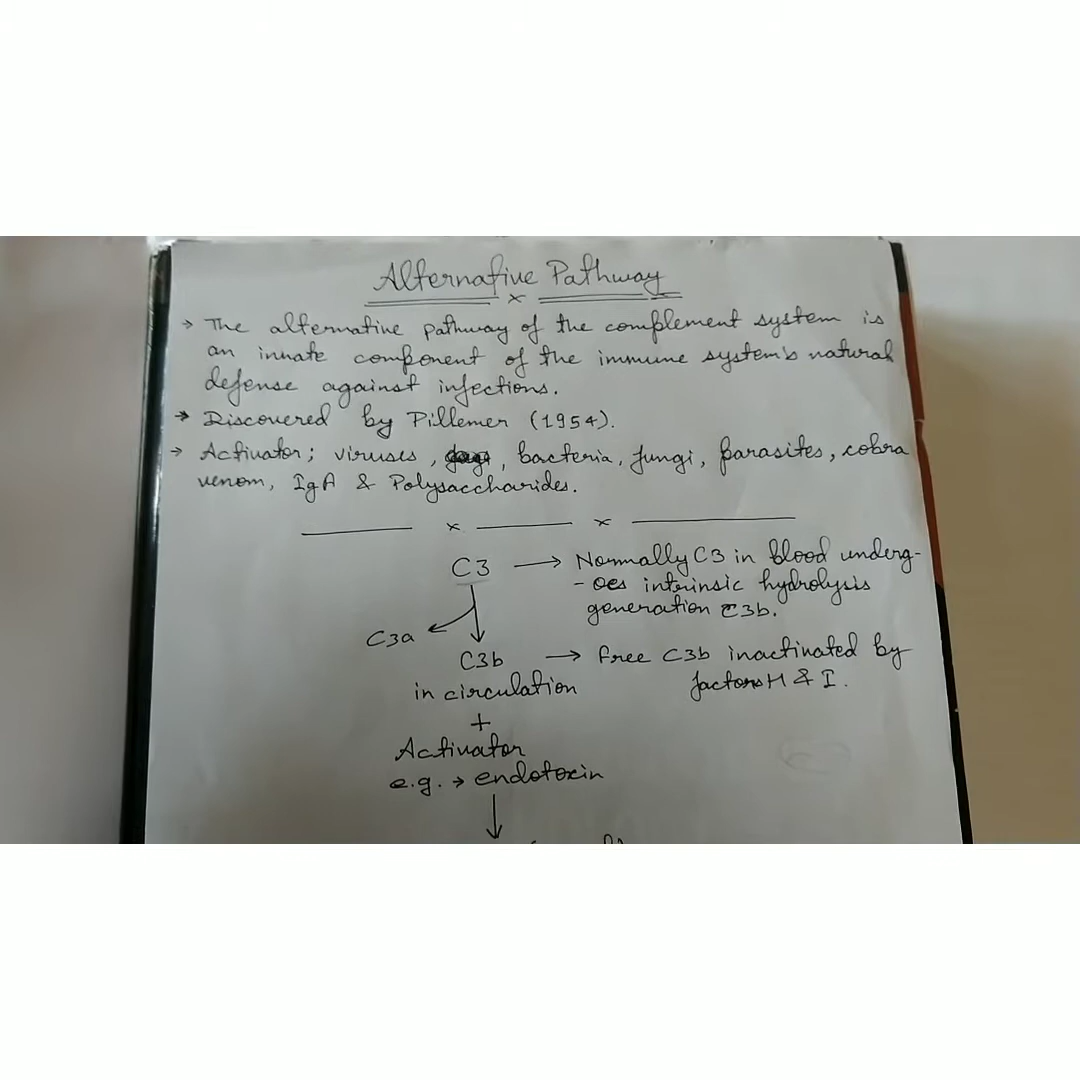 Alternative Pathway
→ The alternative pathway of the complement system is
an innate component of the immune system's natural
defense against infections.
→ Discovered by Pillemer (1954).
→ Activator; viruses, , bacteria, fungi, parasites, cobra
venom, IgA & Polysaccharides.
C3 → Normally C3 in blood underg-
-oes intrinsic hydrolysis
generation C3b.
C3a
C3b → free C3b inactivated by
in circulation factors H & I.
+
Activator
e.g. → endotoxin